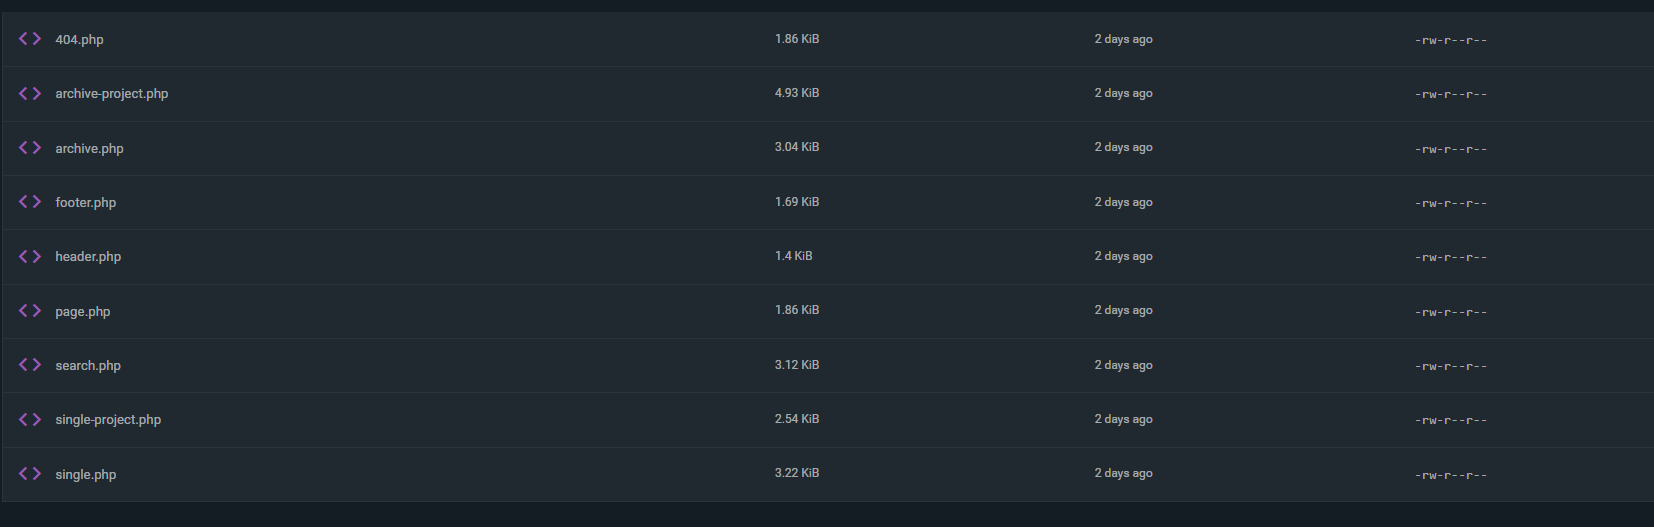 404.php 1.86 KiB 2 days ago -rw-r--r--
archive-project.php 4.93 KiB 2 days ago -rw-r--r--
archive.php 3.04 KiB 2 days ago -rw-r--r--
footer.php 1.69 KiB 2 days ago -rw-r--r--
header.php 1.4 KiB 2 days ago -rw-r--r--
page.php 1.86 KiB 2 days ago -rw-r--r--
search.php 3.12 KiB 2 days ago -rw-r--r--
single-project.php 2.54 KiB 2 days ago -rw-r--r--
single.php 3.22 KiB 2 days ago -rw-r--r--